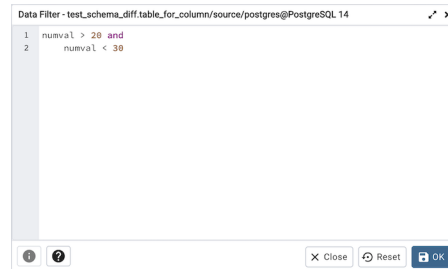 Data Filter - test_schema_diff.table_for_column/source/postgres@PostgreSQL 14
1 numval > 20 and
2 numval < 30
Close Reset OK